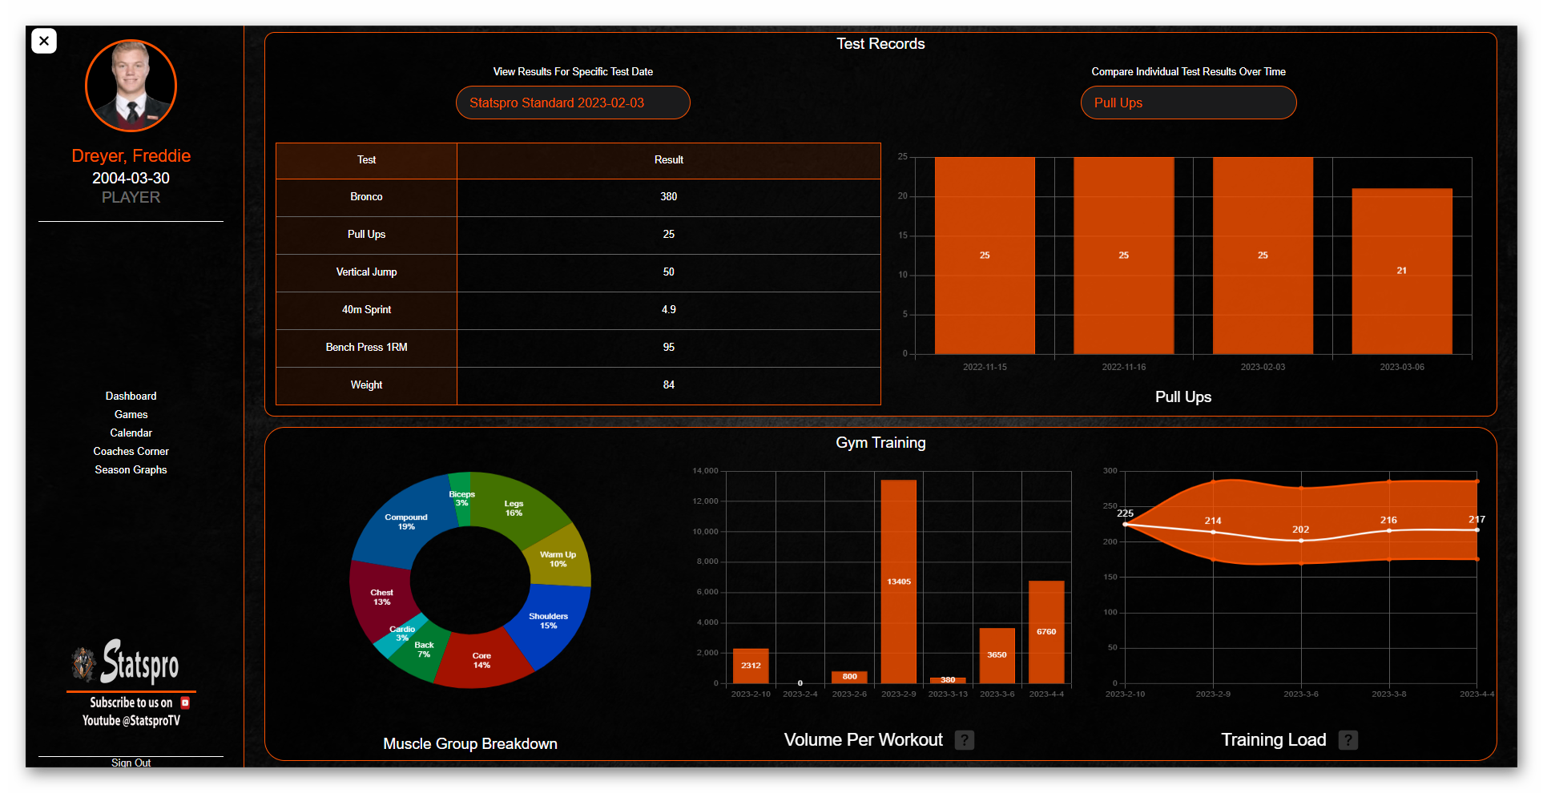 ×
Dreyer, Freddie
2004-03-30
PLAYER
Dashboard
Games
Calendar
Coaches Corner
Season Graphs
Statspro
Subscribe to us on
Youtube @StatsproTV
Sign Out
Test Records
View Results For Specific Test Date
Statspro Standard 2023-02-03
Test Result
Bronco 380
Pull Ups 25
Vertical Jump 50
40m Sprint 4.9
Bench Press 1RM 95
Weight 84
Compare Individual Test Results Over Time
Pull Ups
25
20
15
10
5
0
25 25 25 21
2022-11-15 2022-11-16 2023-02-03 2023-03-06
Pull Ups
Gym Training
Biceps
3%
Legs
16%
Compound
19%
Warm Up
10%
Chest
13%
Shoulders
15%
Cardio
3%
Back
7%
Core
14%
Muscle Group Breakdown
14,000
12,000
10,000
8,000
6,000
4,000
2,000
0
2312 0 800 13405 380 3650 6760
2023-2-10 2023-2-4 2023-2-6 2023-2-9 2023-3-13 2023-3-6 2023-4-4
Volume Per Workout ?
300
250
200
150
100
50
0
225 214 202 216 217
2023-2-10 2023-2-9 2023-3-6 2023-3-8 2023-4-4
Training Load ?